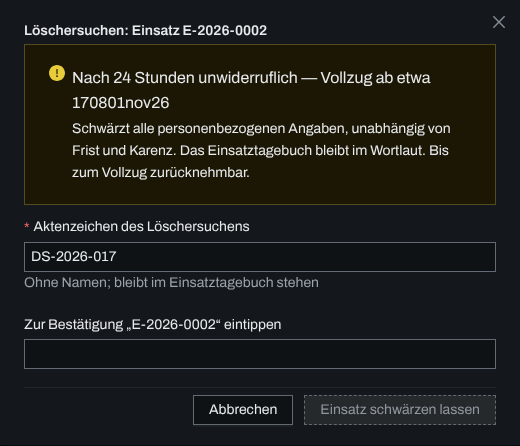 Löschersuchen: Einsatz E-2026-0002
Nach 24 Stunden unwiderruflich — Vollzug ab etwa
170801nov26
Schwärzt alle personenbezogenen Angaben, unabhängig von
Frist und Karenz. Das Einsatztagebuch bleibt im Wortlaut. Bis
zum Vollzug zurücknehmbar.
* Aktenzeichen des Löschersuchens
DS-2026-017
Ohne Namen; bleibt im Einsatztagebuch stehen
Zur Bestätigung „E-2026-0002“ eintippen
Abbrechen
Einsatz schwärzen lassen